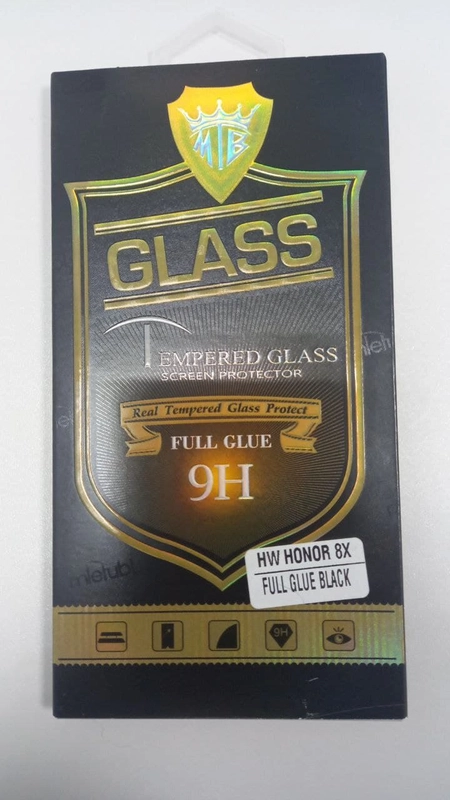 MTB
GLASS
TEMPERED GLASS
SCREEN PROTECTOR
Real Tempered Glass Protect
FULL GLUE
9H
HW HONOR 8X
FULL GLUE BLACK
9H